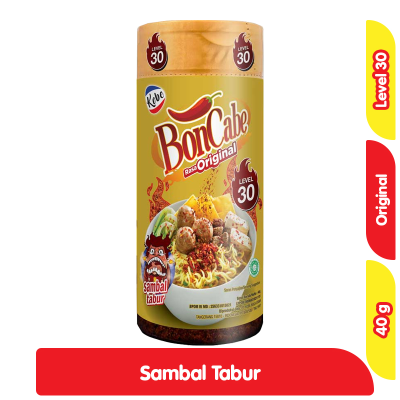 LEVEL
30
LEVEL
30
Kobe
BonCabe
Rasa Original
LEVEL
30
sambal
tabur
Level 30
Original
40 g
Sambal Tabur